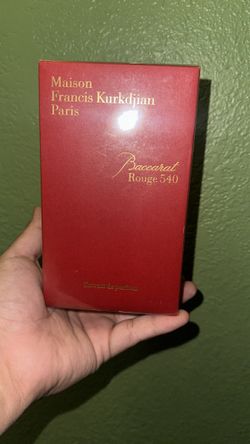 Maison
Francis Kurkdjian
Paris
Baccarat
Rouge 540
Extrait de parfum